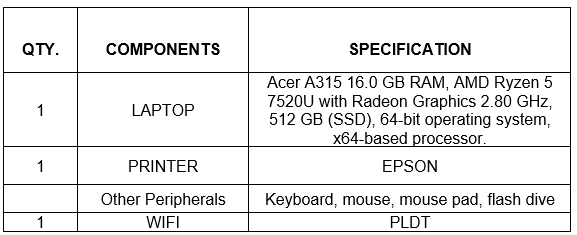 QTY. COMPONENTS SPECIFICATION
1 LAPTOP Acer A315 16.0 GB RAM, AMD Ryzen 5
7520U with Radeon Graphics 2.80 GHz,
512 GB (SSD), 64-bit operating system,
x64-based processor.
1 PRINTER EPSON
Other Peripherals Keyboard, mouse, mouse pad, flash dive
1 WIFI PLDT